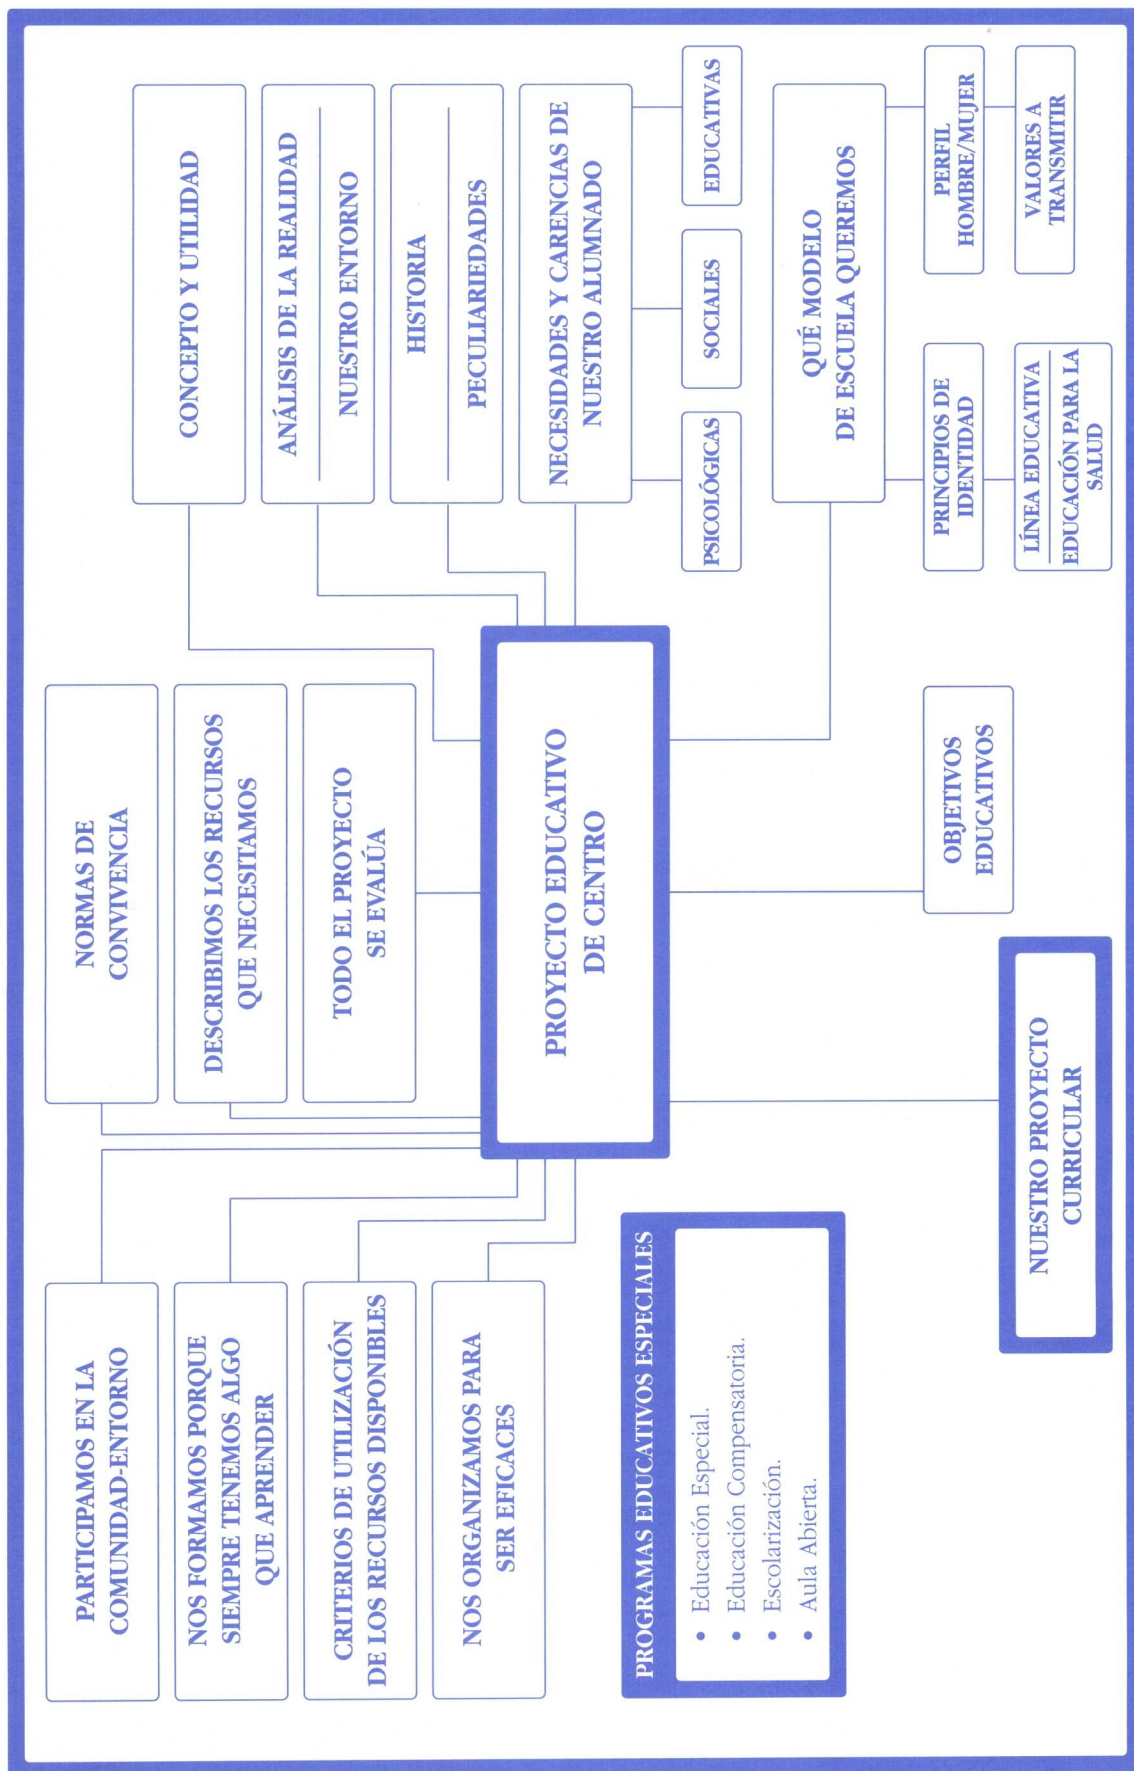 PARTICIPAMOS EN LA
COMUNIDAD-ENTORNO
NOS FORMAMOS PORQUE
SIEMPRE TENEMOS ALGO
QUE APRENDER
CRITERIOS DE UTILIZACIÓN
DE LOS RECURSOS DISPONIBLES
NOS ORGANIZAMOS PARA
SER EFICACES
NORMAS DE
CONVIVENCIA
DESCRIBIMOS LOS RECURSOS
QUE NECESITAMOS
TODO EL PROYECTO
SE EVALÚA
CONCEPTO Y UTILIDAD
ANÁLISIS DE LA REALIDAD
NUESTRO ENTORNO
HISTORIA
PECULIARIEDADES
NECESIDADES Y CARENCIAS DE
NUESTRO ALUMNADO
PSICOLÓGICAS
SOCIALES
EDUCATIVAS
PROYECTO EDUCATIVO
DE CENTRO
PROGRAMAS EDUCATIVOS ESPECIALES
• Educación Especial.
• Educación Compensatoria.
• Escolarización.
• Aula Abierta.
NUESTRO PROYECTO
CURRICULAR
OBJETIVOS
EDUCATIVOS
QUÉ MODELO
DE ESCUELA QUEREMOS
PRINCIPIOS DE
IDENTIDAD
LÍNEA EDUCATIVA
EDUCACIÓN PARA LA
SALUD
PERFIL
HOMBRE/MUJER
VALORES A
TRANSMITIR